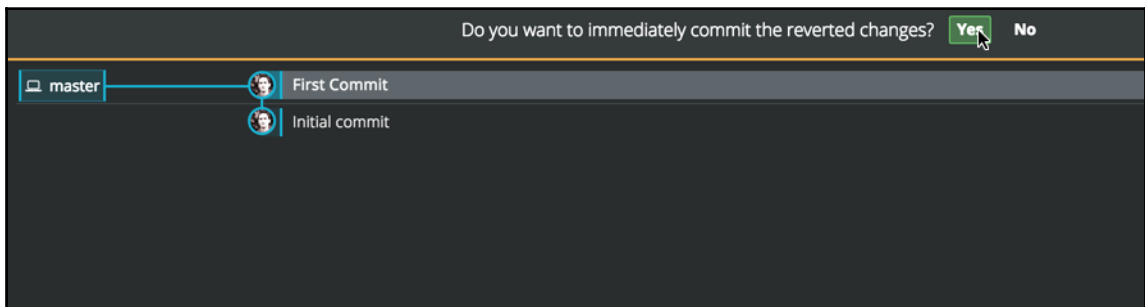 Do you want to immediately commit the reverted changes? Yes No
master First Commit
Initial commit